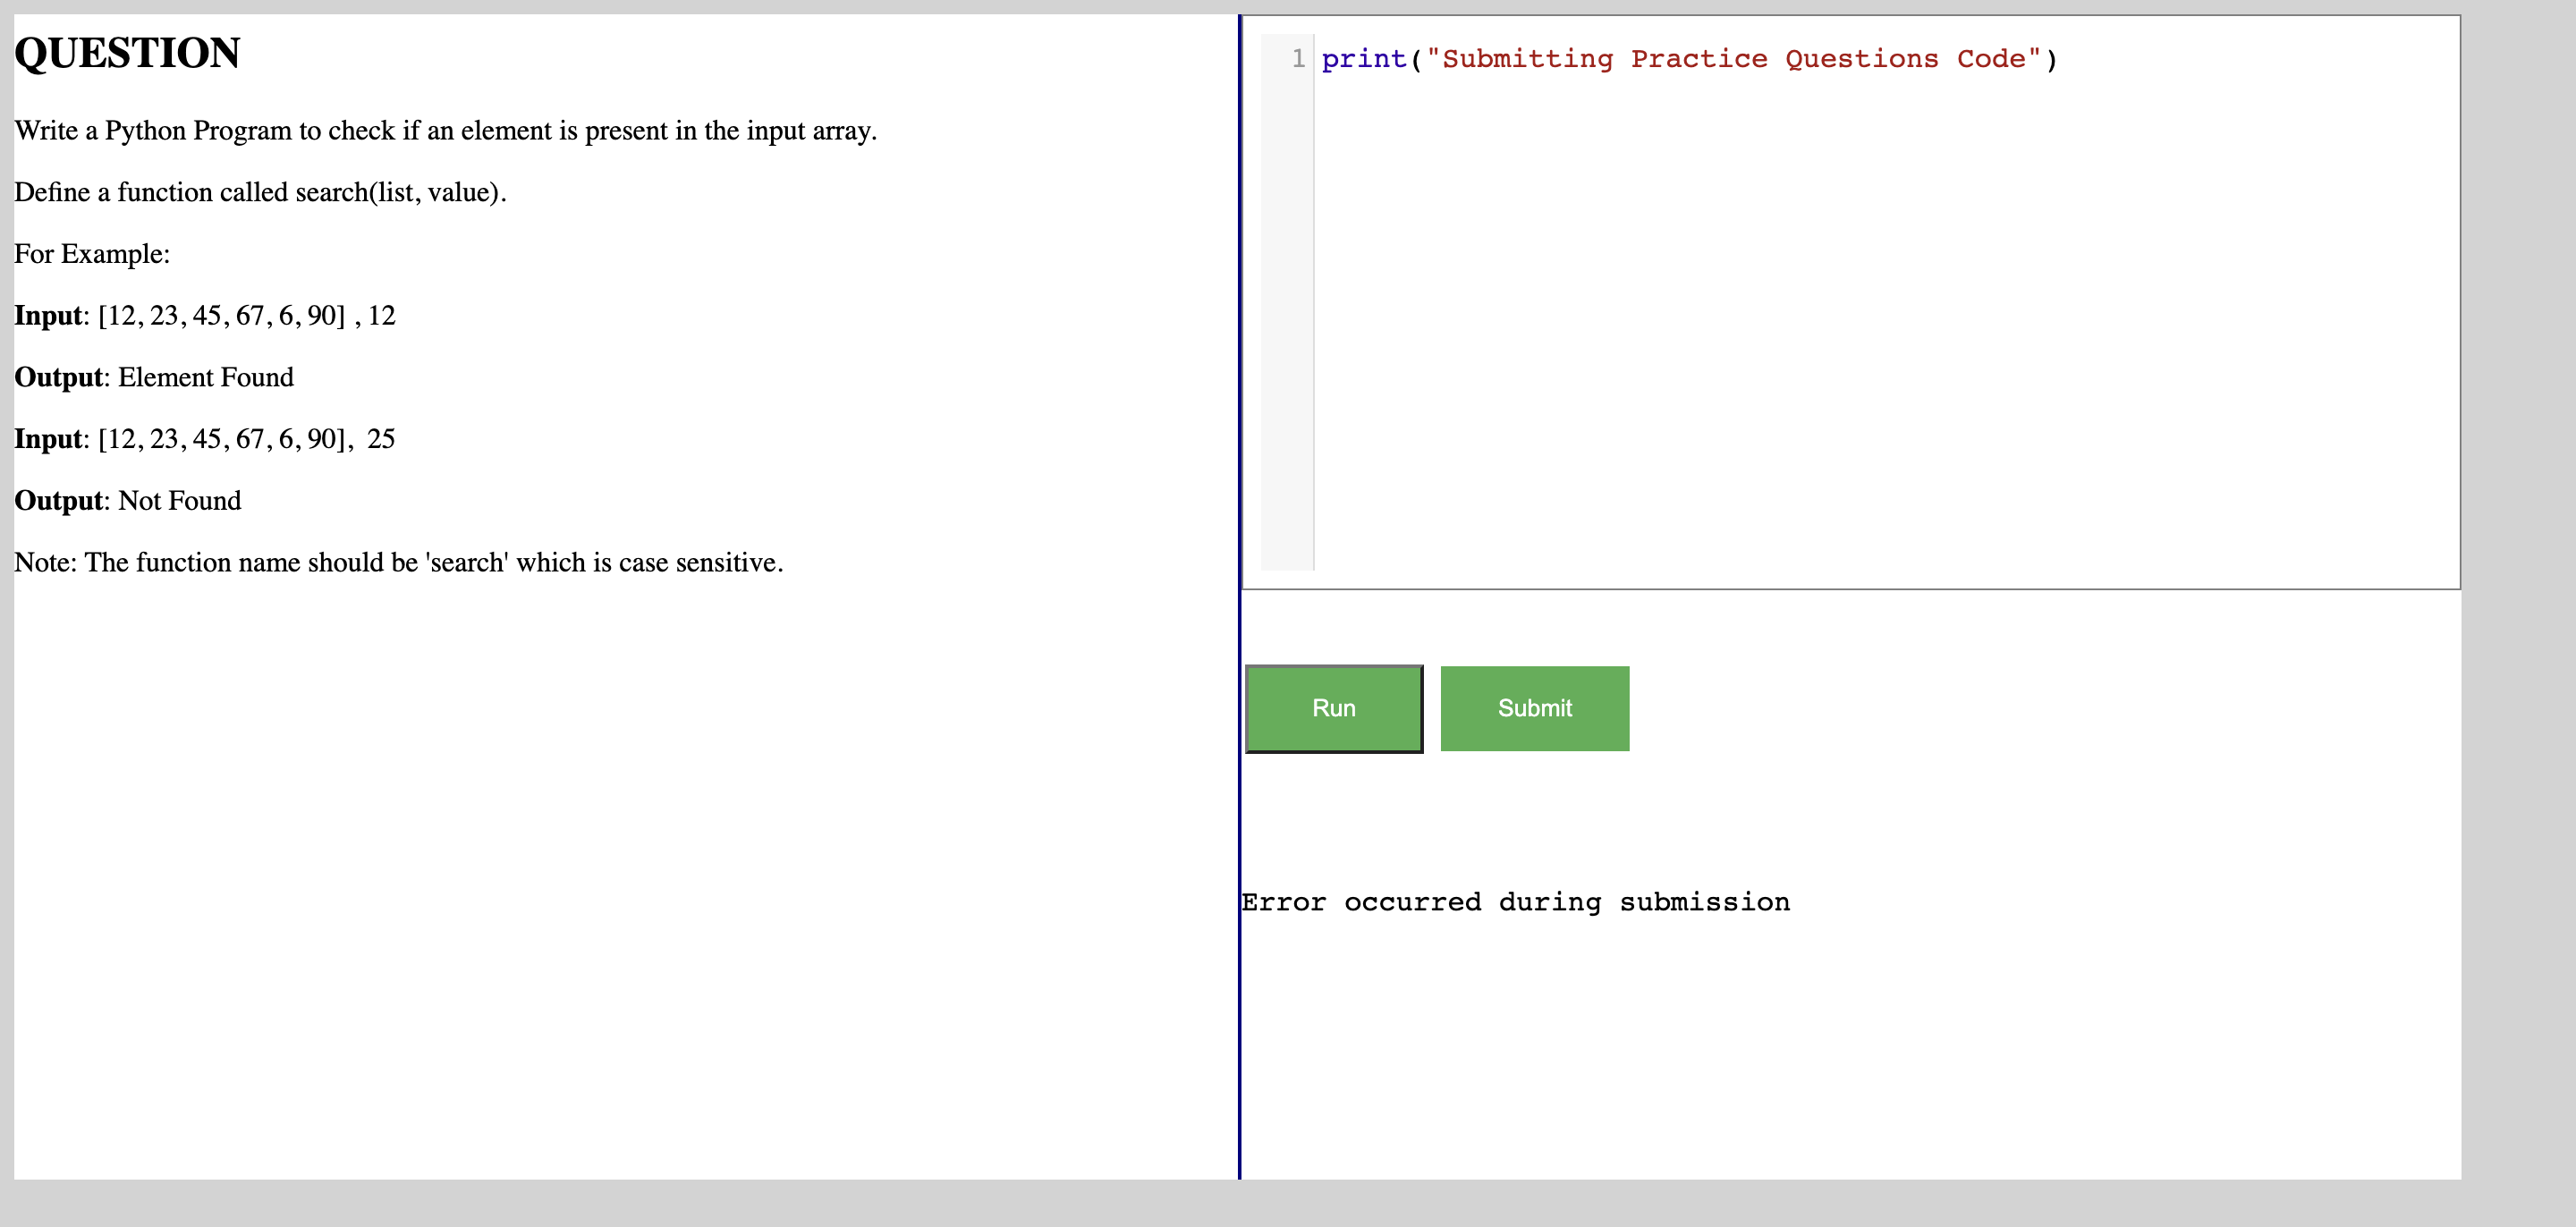 QUESTION
Write a Python Program to check if an element is present in the input array.
Define a function called search(list, value).
For Example:
Input: [12, 23, 45, 67, 6, 90] , 12
Output: Element Found
Input: [12, 23, 45, 67, 6, 90],  25
Output: Not Found
Note: The function name should be 'search' which is case sensitive.
1 print("Submitting Practice Questions Code")
Run Submit
Error occurred during submission